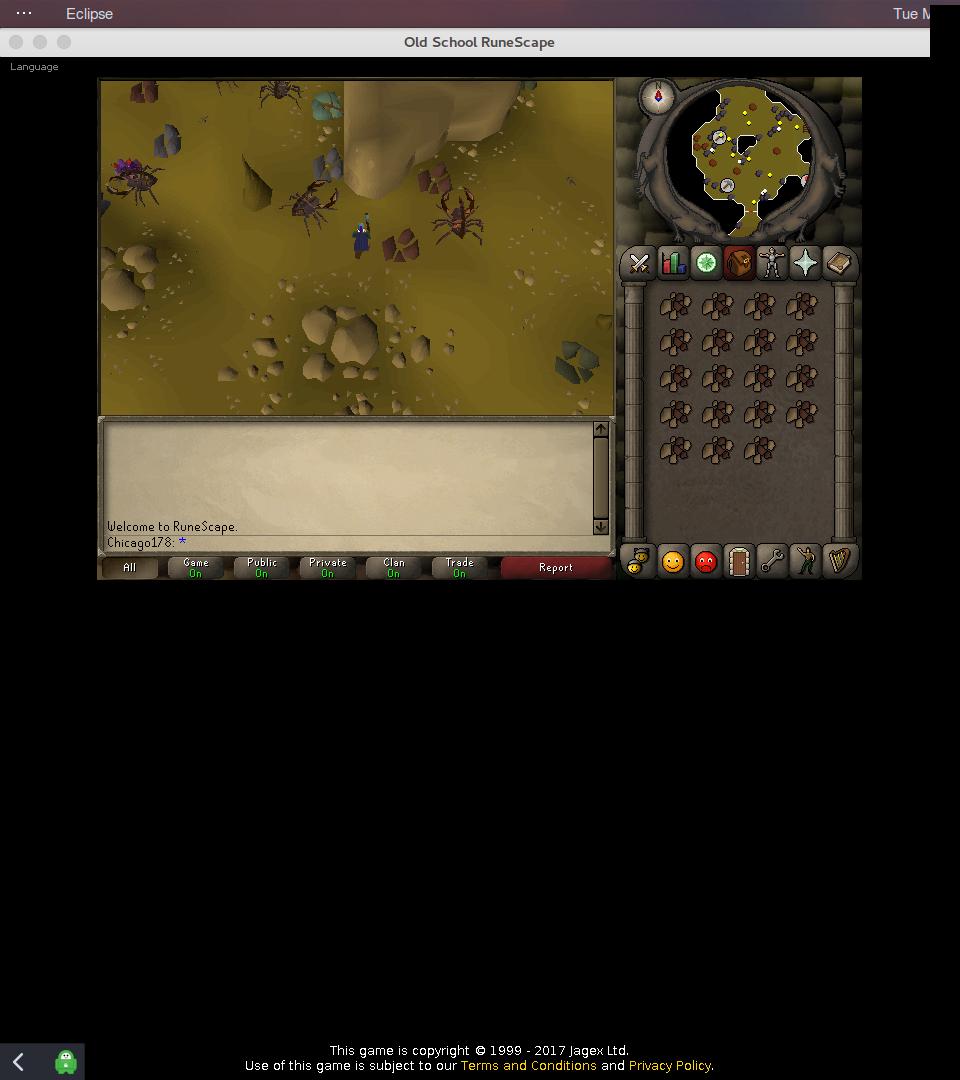 Eclipse
Tue M
Old School RuneScape
Language
N
Welcome to RuneScape.
Chicago178: *
All
Game
On
Public
On
Private
On
Clan
On
Trade
On
Report
This game is copyright © 1999 - 2017 Jagex Ltd.
Use of this game is subject to our Terms and Conditions and Privacy Policy.